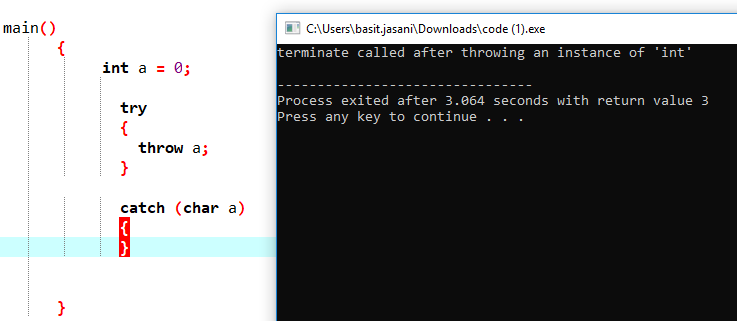 main()
{
int a = 0;
try
{
throw a;
}
catch (char a)
{
}
}
C:\Users\basit.jasani\Downloads\code (1).exe
terminate called after throwing an instance of 'int'
--------------------------------
Process exited after 3.064 seconds with return value 3
Press any key to continue . . .